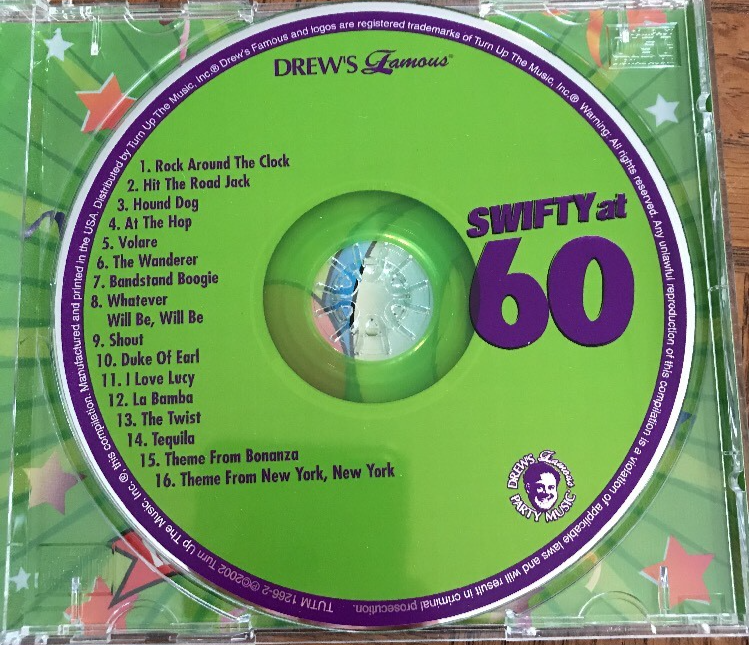 DREW'S Famous®
1. Rock Around The Clock
2. Hit The Road Jack
3. Hound Dog
4. At The Hop
5. Volare
6. The Wanderer
7. Bandstand Boogie
8. Whatever
Will Be, Will Be
9. Shout
10. Duke Of Earl
11. I Love Lucy
12. La Bamba
13. The Twist
14. Tequila
15. Theme From Bonanza
16. Theme From New York, New York
SWIFTY at
60
DREW'S Famous
PARTY MUSIC
TUTM 1266-2 ℗©2002 Turn Up The Music, Inc. ®, this compilation. Manufactured and printed in the USA. Distributed by Turn Up The Music, Inc.® Drew's Famous and logos are registered trademarks of Turn Up The Music, Inc.® Warning: All rights reserved. Any unlawful reproduction of this compilation is a violation of applicable laws and will result in criminal prosecution.